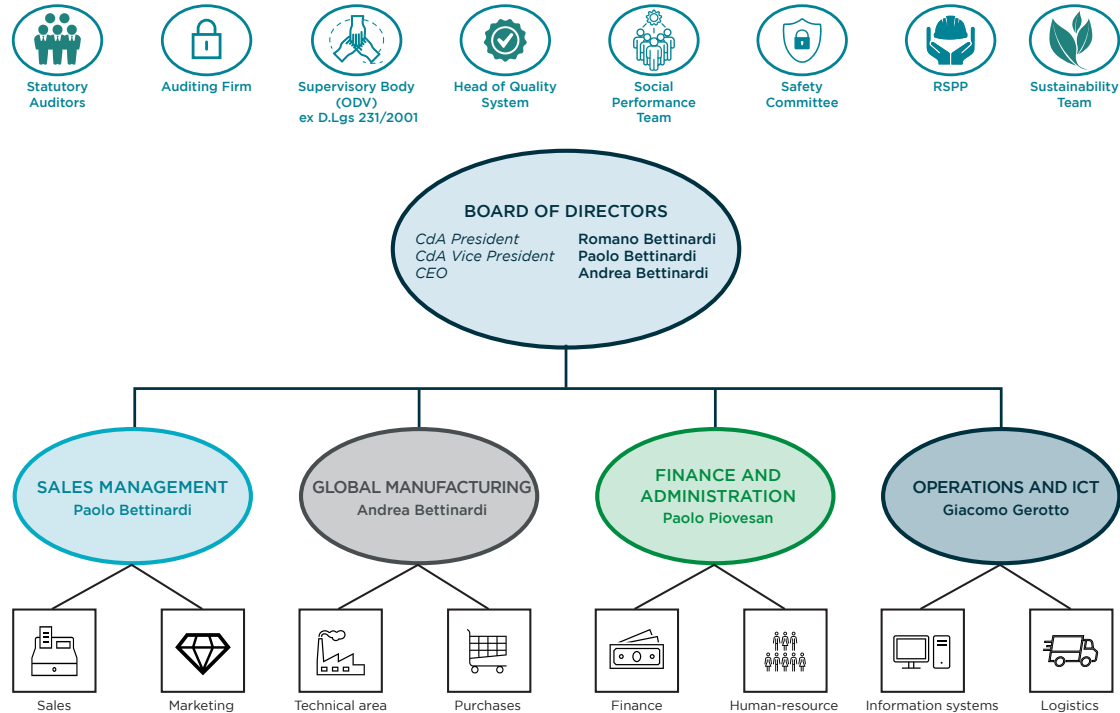 Statutory
Auditors
Auditing Firm
Supervisory Body
(ODV)
ex D.Lgs 231/2001
Head of Quality
System
Social
Performance
Team
Safety
Committee
RSPP
Sustainability
Team
BOARD OF DIRECTORS
CdA President Romano Bettinardi
CdA Vice President Paolo Bettinardi
CEO Andrea Bettinardi
SALES MANAGEMENT
Paolo Bettinardi
GLOBAL MANUFACTURING
Andrea Bettinardi
FINANCE AND
ADMINISTRATION
Paolo Piovesan
OPERATIONS AND ICT
Giacomo Gerotto
Sales
Marketing
Technical area
Purchases
Finance
Human-resource
Information systems
Logistics